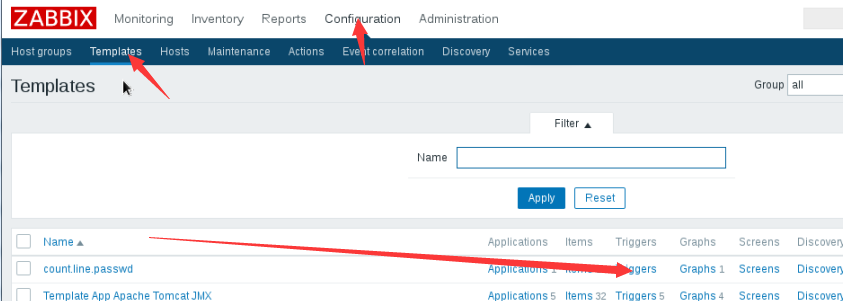 ZABBIX Monitoring Inventory Reports Configuration Administration
Host groups Templates Hosts Maintenance Actions Event correlation Discovery Services
Templates Group all
Filter ▲
Name
Apply Reset
Name ▲ Applications Items Triggers Graphs Screens Discovery
count.line.passwd Applications 1 Items Triggers Graphs 1 Screens Discovery
Template App Apache Tomcat JMX Applications 5 Items 32 Triggers 5 Graphs 4 Screens Discovery